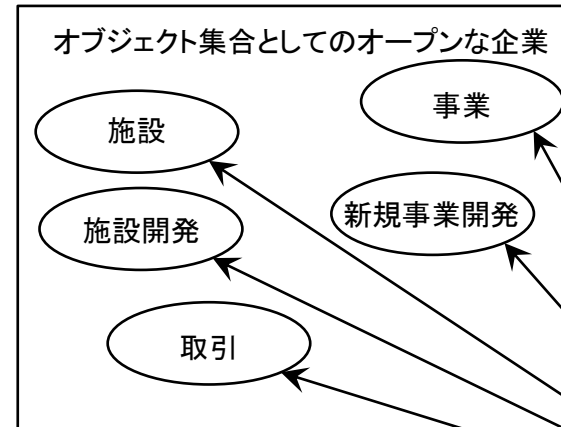 オブジェクト集合としてのオープンな企業
事業
施設
新規事業開発
施設開発
取引